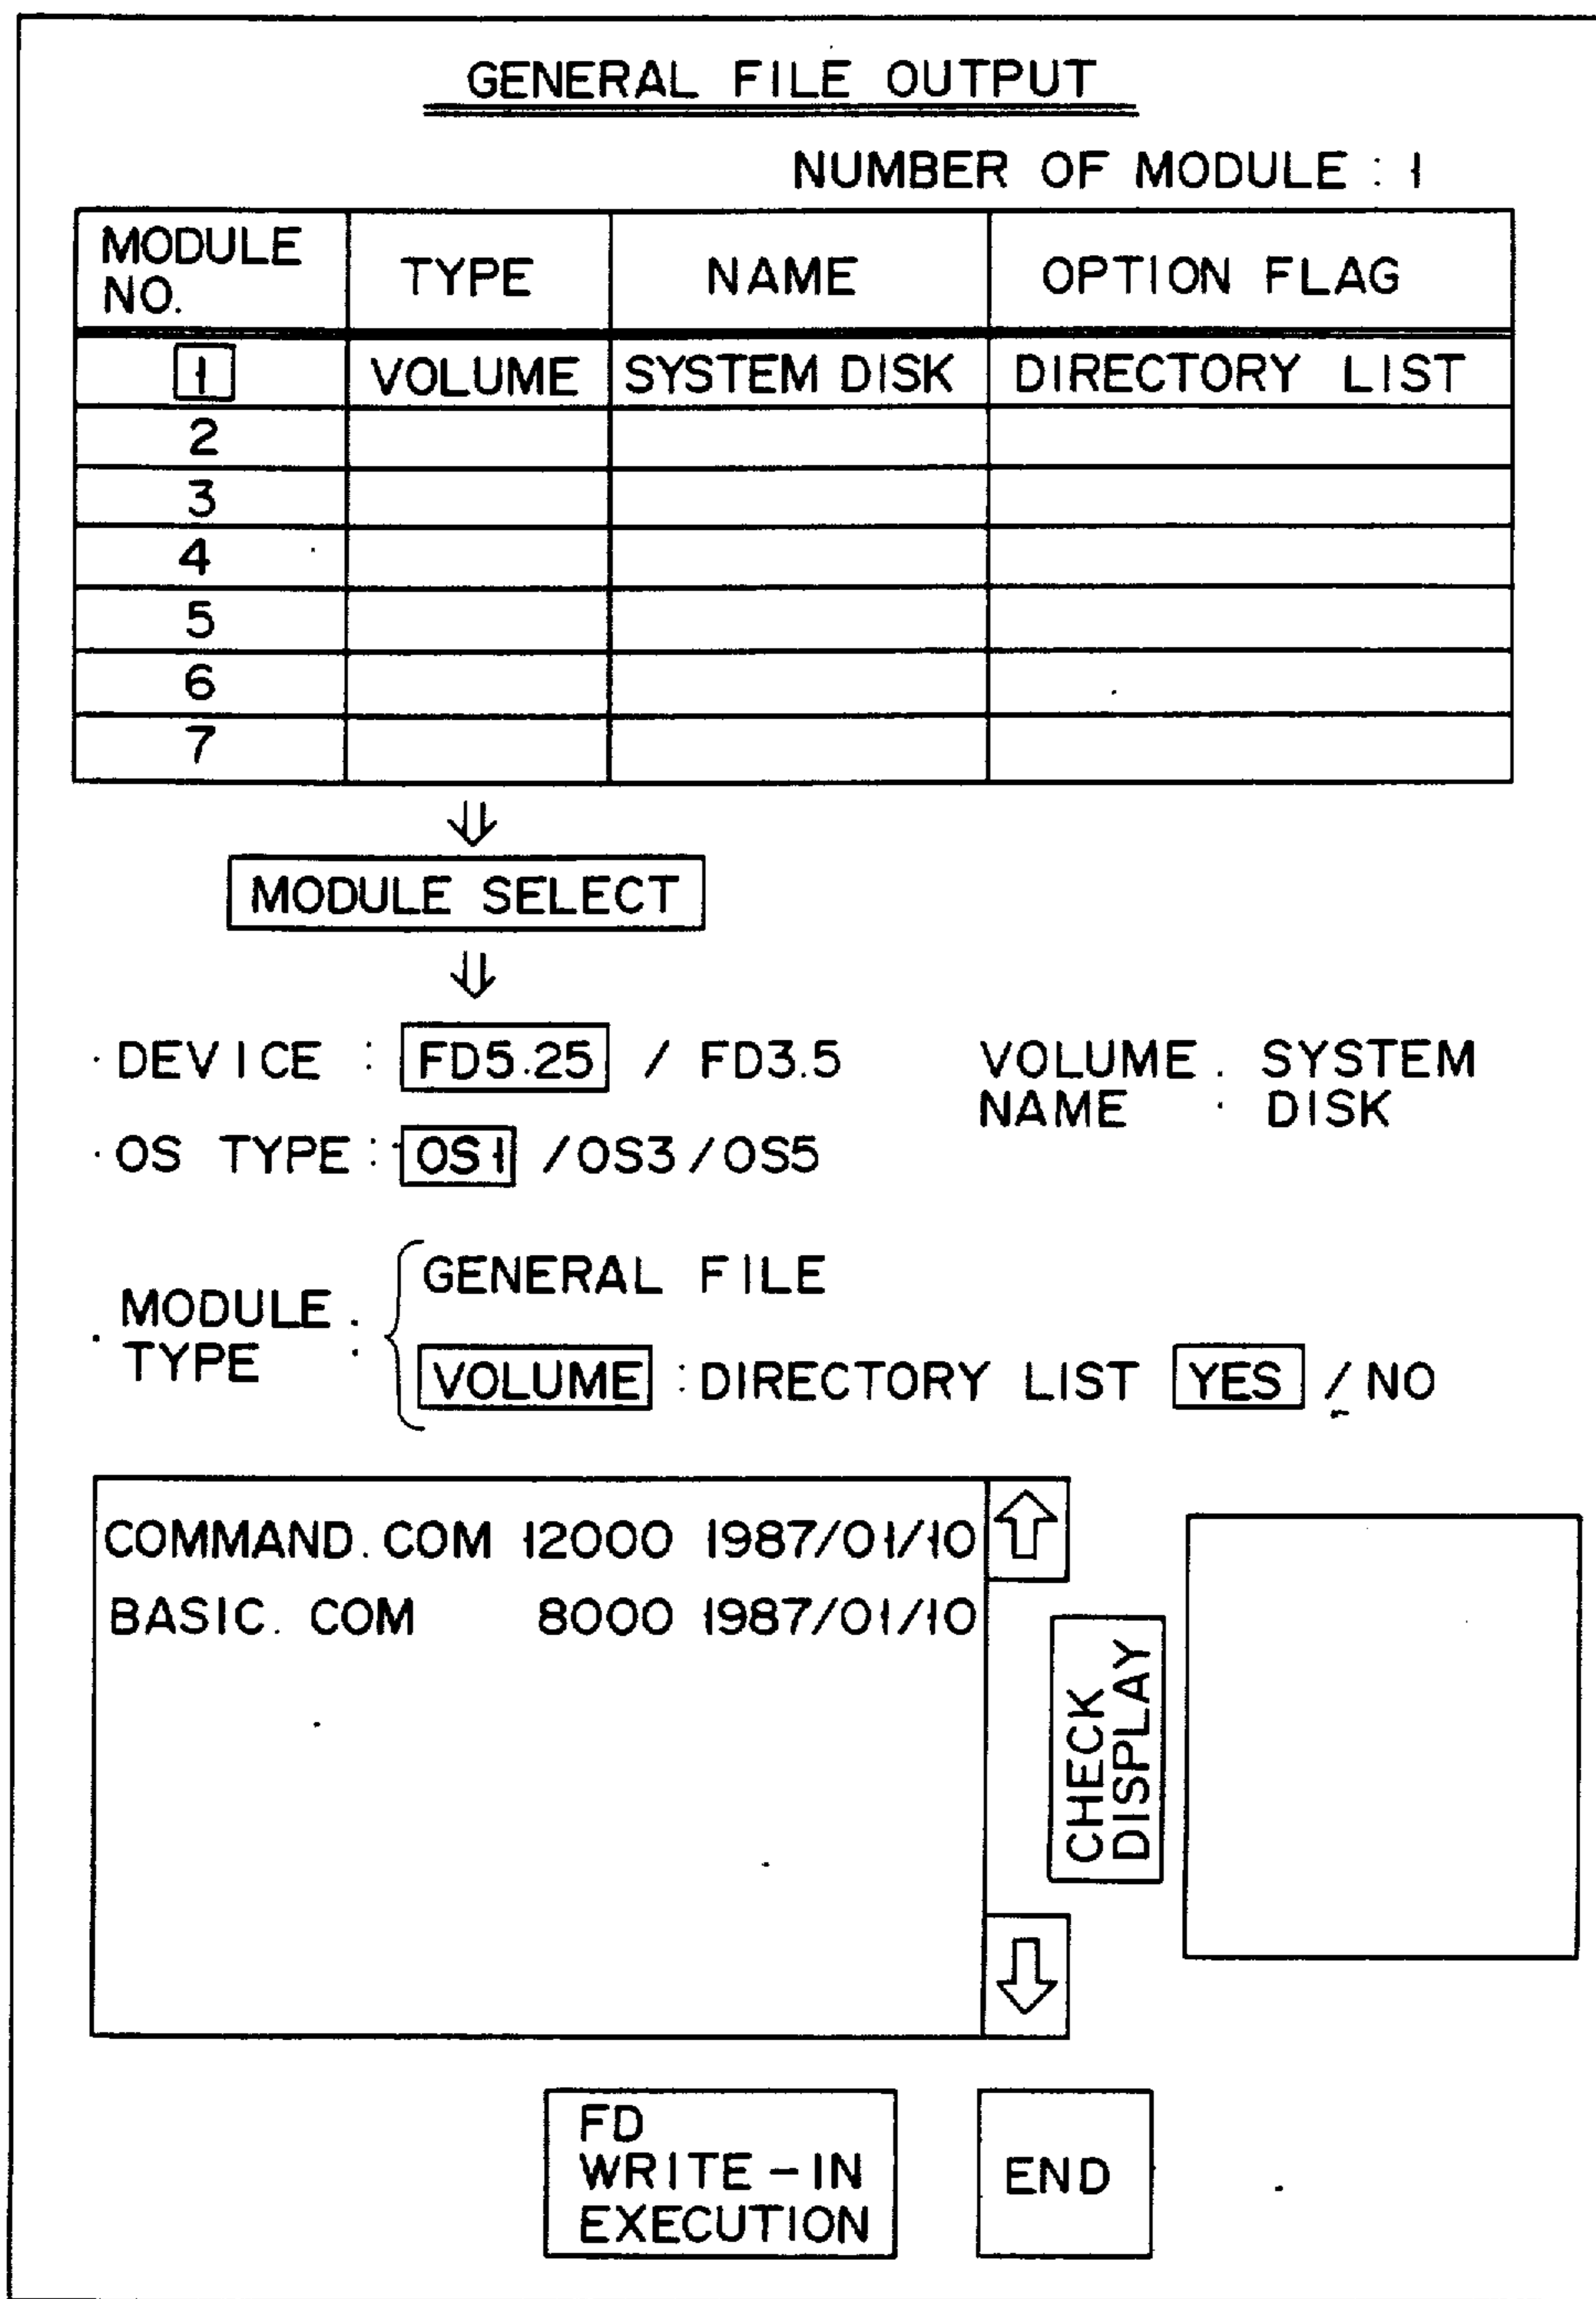 GENERAL FILE OUTPUT
NUMBER OF MODULE : 1
MODULE NO. TYPE NAME OPTION FLAG
1 VOLUME SYSTEM DISK DIRECTORY LIST
2
3
4
5
6
7
MODULE SELECT
· DEVICE : FD5.25 / FD3.5
VOLUME NAME : SYSTEM DISK
· OS TYPE : OS1 / OS3 / OS5
· MODULE TYPE :
GENERAL FILE
VOLUME : DIRECTORY LIST YES / NO
COMMAND.COM 12000 1987/01/10
BASIC.COM 8000 1987/01/10
CHECK
DISPLAY
FD
WRITE-IN
EXECUTION
END